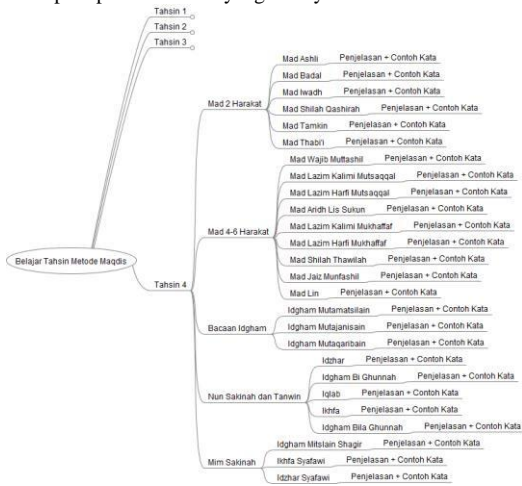 Tahsin 1
Tahsin 2
Tahsin 3
Belajar Tahsin Metode Maqdis
Tahsin 4
Mad 2 Harakat
Mad Ashli Penjelasan + Contoh Kata
Mad Badal Penjelasan + Contoh Kata
Mad Iwadh Penjelasan + Contoh Kata
Mad Shilah Qashirah Penjelasan + Contoh Kata
Mad Tamkin Penjelasan + Contoh Kata
Mad Thabi'i Penjelasan + Contoh Kata
Mad 4-6 Harakat
Mad Wajib Muttashil Penjelasan + Contoh Kata
Mad Lazim Kalimi Mutsaqqal Penjelasan + Contoh Kata
Mad Lazim Harfi Mutsaqqal Penjelasan + Contoh Kata
Mad Aridh Lis Sukun Penjelasan + Contoh Kata
Mad Lazim Kalimi Mukhaffaf Penjelasan + Contoh Kata
Mad Lazim Harfi Mukhaffaf Penjelasan + Contoh Kata
Mad Shilah Thawilah Penjelasan + Contoh Kata
Mad Jaiz Munfashil Penjelasan + Contoh Kata
Mad Lin Penjelasan + Contoh Kata
Bacaan Idgham
Idgham Mutamatsilain Penjelasan + Contoh Kata
Idgham Mutajanisain Penjelasan + Contoh Kata
Idgham Mutaqaribain Penjelasan + Contoh Kata
Nun Sakinah dan Tanwin
Idzhar Penjelasan + Contoh Kata
Idgham Bi Ghunnah Penjelasan + Contoh Kata
Iqlab Penjelasan + Contoh Kata
Ikhfa Penjelasan + Contoh Kata
Idgham Bila Ghunnah Penjelasan + Contoh Kata
Mim Sakinah
Idgham Mitslain Shagir Penjelasan + Contoh Kata
Ikhfa Syafawi Penjelasan + Contoh Kata
Idzhar Syafawi Penjelasan + Contoh Kata